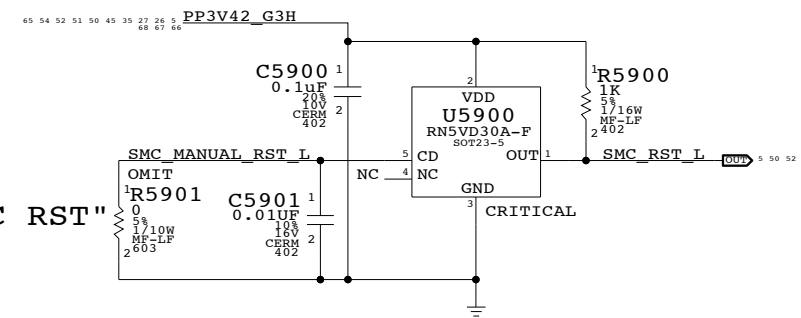 65 54 52 51 50 45 35 27 26 5 PP3V42_G3H
68 67 66
C5900 1
0.1uF
20%
10V
CERM
402
2
2
VDD
U5900
RN5VD30A-F
SOT23-5
5 CD
OUT 1
4 NC
NC
GND
3
CRITICAL
1 R5900
1K
5%
1/16W
MF-LF
2 402
SMC_RST_L
OUT 5 50 52
SMC_MANUAL_RST_L
OMIT
1 R5901
0
5%
1/10W
MF-LF
2 603
C RST"
C5901 1
0.01UF
10%
16V
CERM
402
2